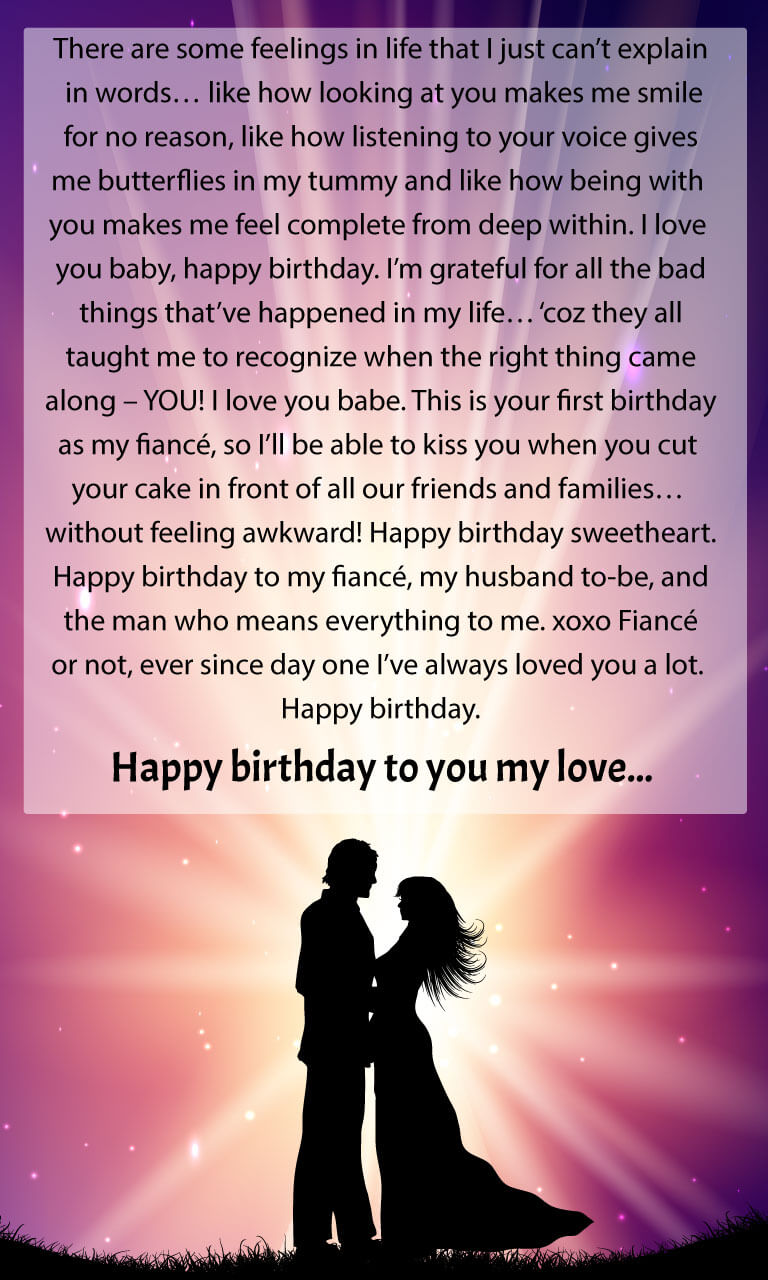 There are some feelings in life that I just can’t explain
in words… like how looking at you makes me smile
for no reason, like how listening to your voice gives
me butterflies in my tummy and like how being with
you makes me feel complete from deep within. I love
you baby, happy birthday. I’m grateful for all the bad
things that’ve happened in my life… ‘coz they all
taught me to recognize when the right thing came
along – YOU! I love you babe. This is your first birthday
as my fiancé, so I’ll be able to kiss you when you cut
your cake in front of all our friends and families…
without feeling awkward! Happy birthday sweetheart.
Happy birthday to my fiancé, my husband to-be, and
the man who means everything to me. xoxo Fiancé
or not, ever since day one I’ve always loved you a lot.
Happy birthday.
Happy birthday to you my love...